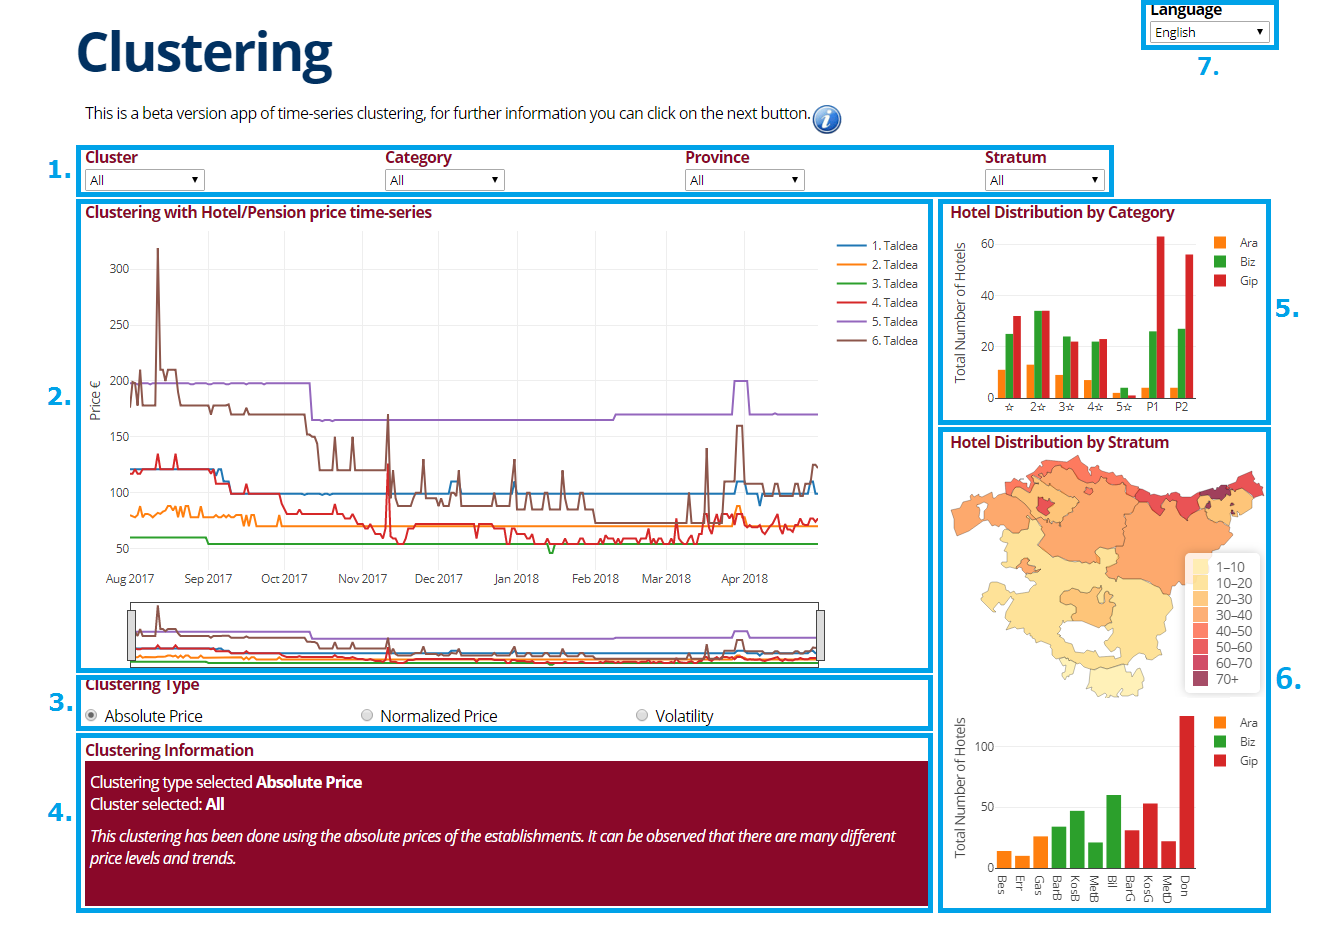 Language
English
7.
Clustering
This is a beta version app of time-series clustering, for further information you can click on the next button.
1.
Cluster Category Province Stratum
All All All All
2.
Clustering with Hotel/Pension price time-series
Price €
300
250
200
150
100
50
Aug 2017 Sep 2017 Oct 2017 Nov 2017 Dec 2017 Jan 2018 Feb 2018 Mar 2018 Apr 2018
1. Taldea
2. Taldea
3. Taldea
4. Taldea
5. Taldea
6. Taldea
3.
Clustering Type
Absolute Price Normalized Price Volatility
4.
Clustering Information
Clustering type selected Absolute Price
Cluster selected: All
This clustering has been done using the absolute prices of the establishments. It can be observed that there are many different
price levels and trends.
5.
Hotel Distribution by Category
Total Number of Hotels
60
40
20
0
☆ 2☆ 3☆ 4☆ 5☆ P1 P2
Ara
Biz
Gip
6.
Hotel Distribution by Stratum
1–10
10–20
20–30
30–40
40–50
50–60
60–70
70+
Total Number of Hotels
100
50
0
Bes Err Gas BarB KosB MetB Bil BarG KosG MetD Don
Ara
Biz
Gip